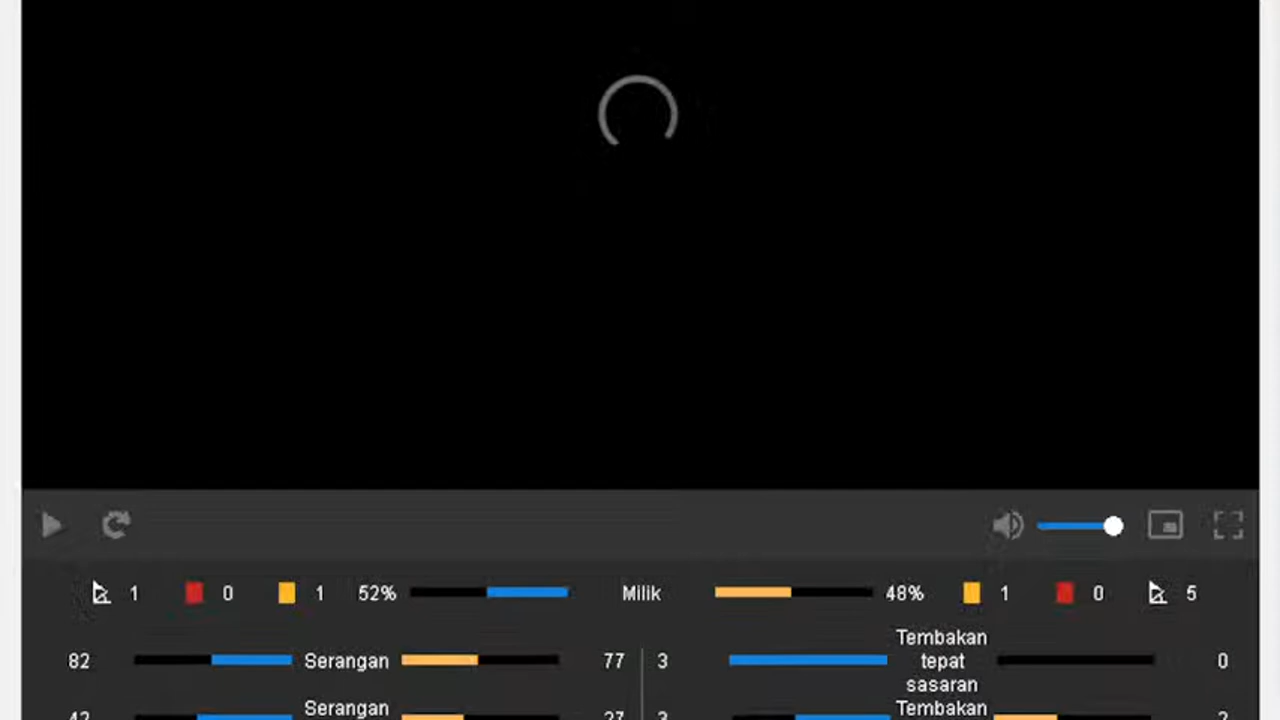 1 0 1 52% Milik 48% 1 0 5
82 Serangan 77 3 Tembakan tepat sasaran 0
Serangan Tembakan